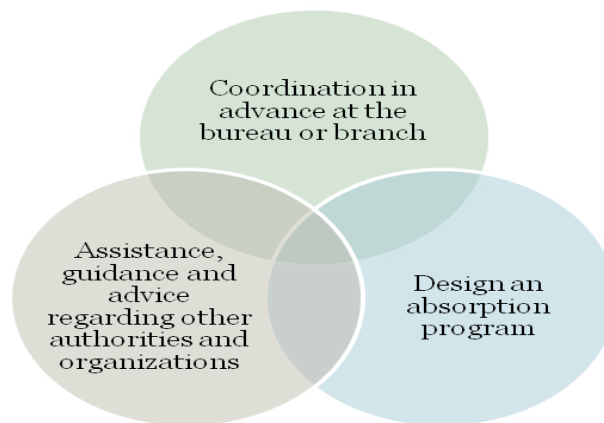 Coordination in
advance at the
bureau or branch
Assistance,
guidance and
advice
regarding other
authorities and
organizations
Design an
absorption
program